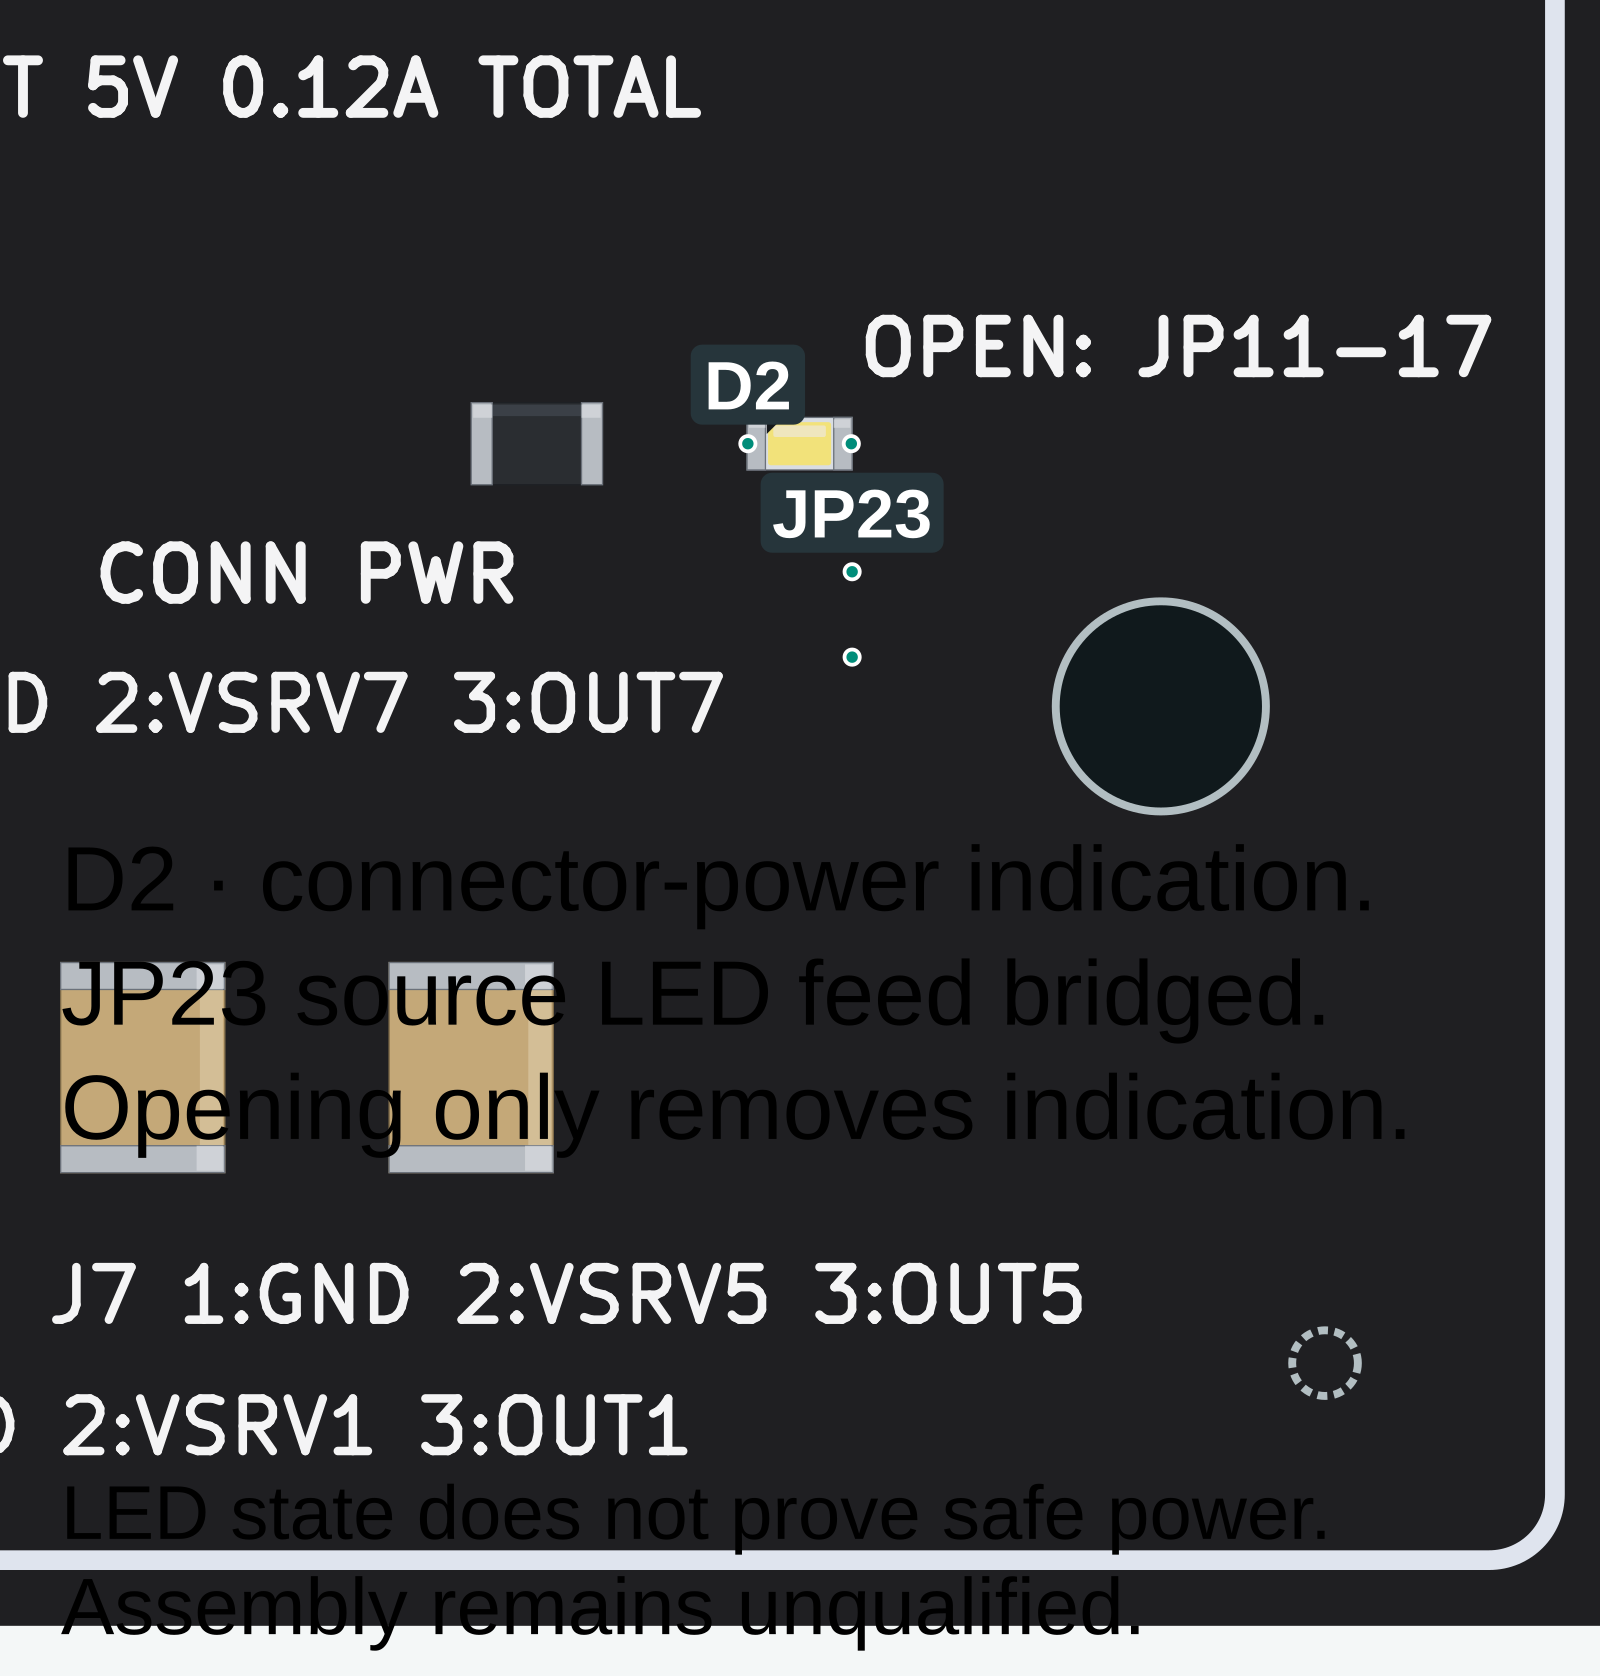 T 5V 0.12A TOTAL
OPEN: JP11-17
D2
JP23
CONN PWR
D 2:VSRV7 3:OUT7
D2 · connector-power indication.
JP23 source LED feed bridged.
Opening only removes indication.
J7 1:GND 2:VSRV5 3:OUT5
2:VSRV1 3:OUT1
LED state does not prove safe power.
Assembly remains unqualified.